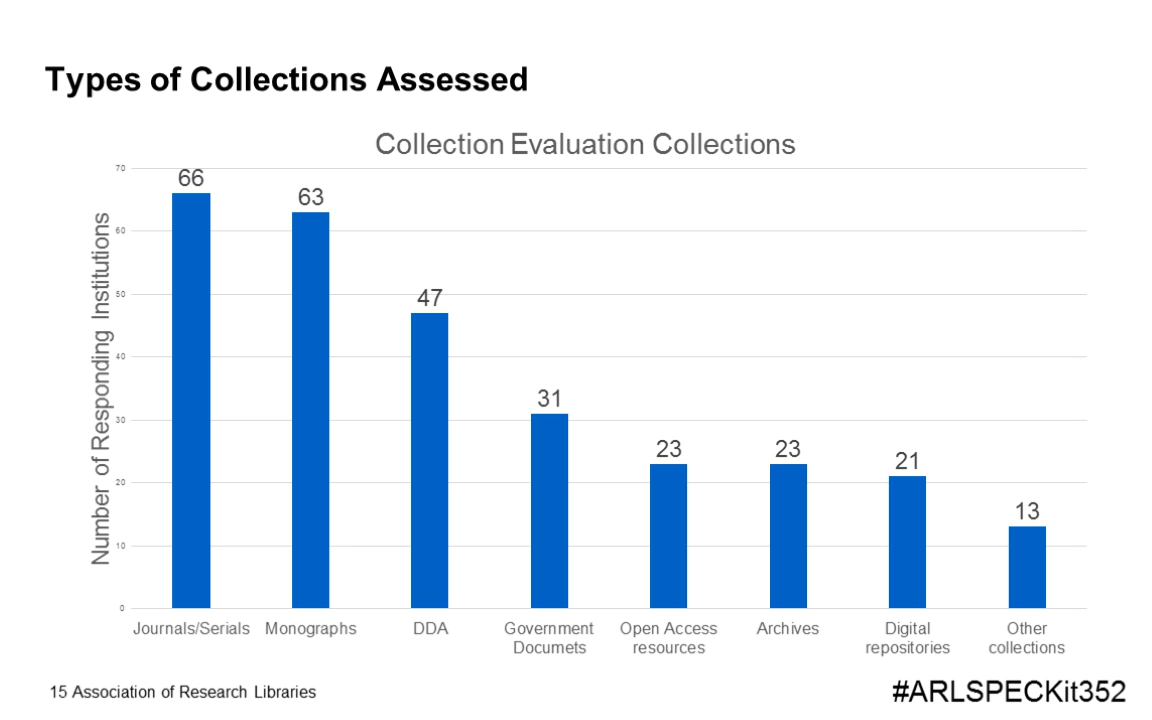 Types of Collections Assessed
Collection Evaluation Collections
Number of Responding Institutions
70
60
50
40
30
20
10
0
66
63
47
31
23
23
21
13
Journals/Serials
Monographs
DDA
Government
Documets
Open Access
resources
Archives
Digital
repositories
Other
collections
15 Association of Research Libraries
#ARLSPECKit352